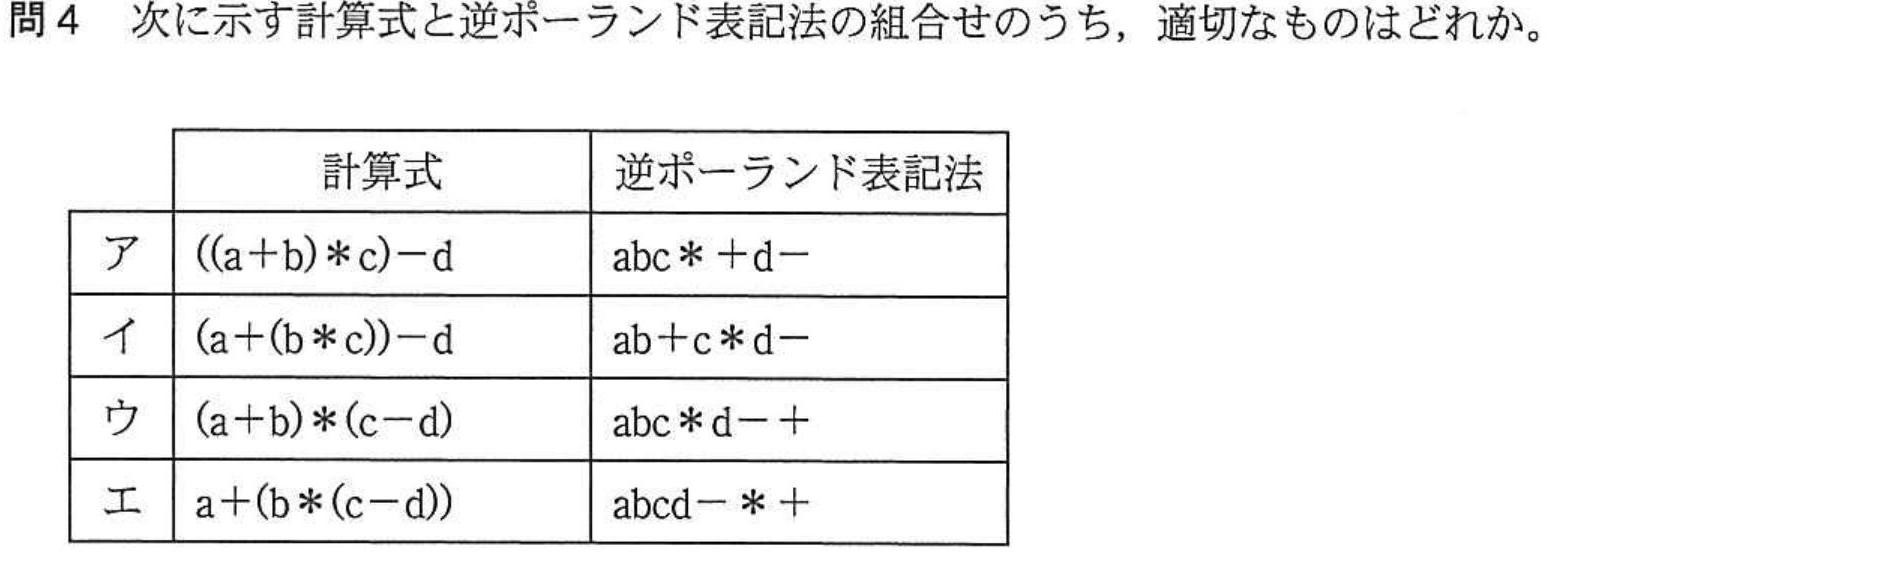 問4 次に示す計算式と逆ポーランド表記法の組合せのうち,適切なものはどれか。
計算式 逆ポーランド表記法
ア ((a+b)*c)-d abc*+d-
イ (a+(b*c))-d ab+c*d-
ウ (a+b)*(c-d) abc*d-+
エ a+(b*(c-d)) abcd-*+